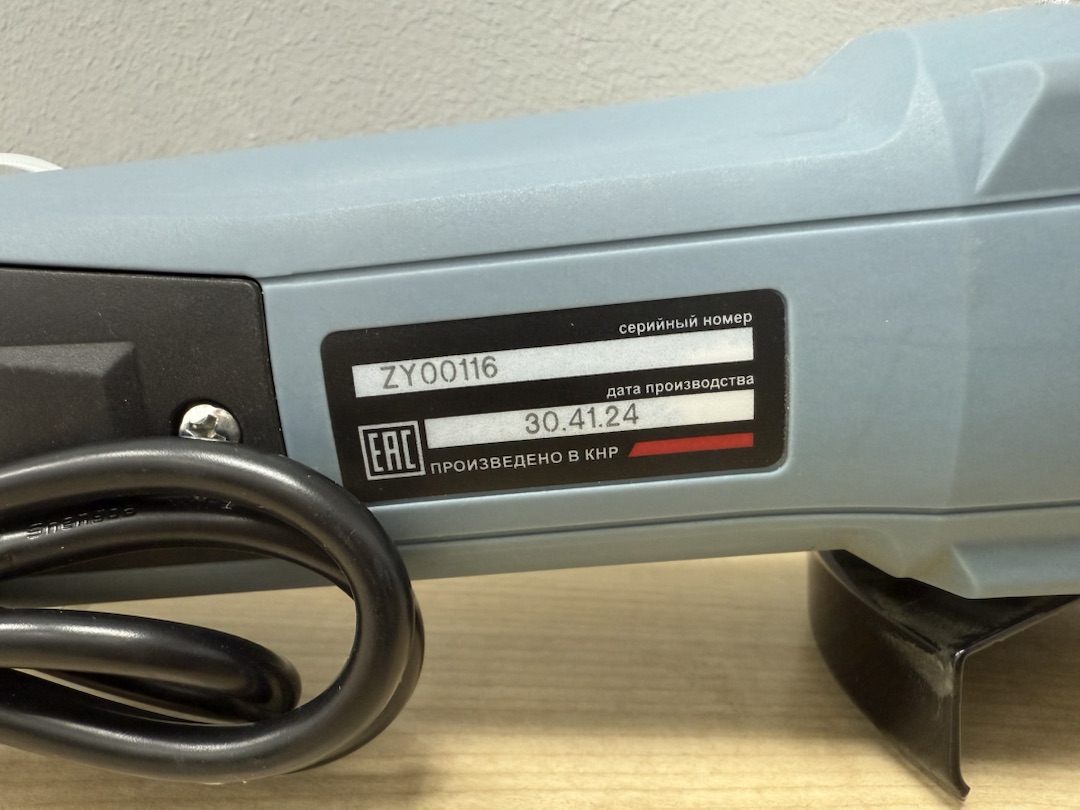 серийный номер
ZY00116
дата производства
30.41.24
EAC
ПРОИЗВЕДЕНО В КНР